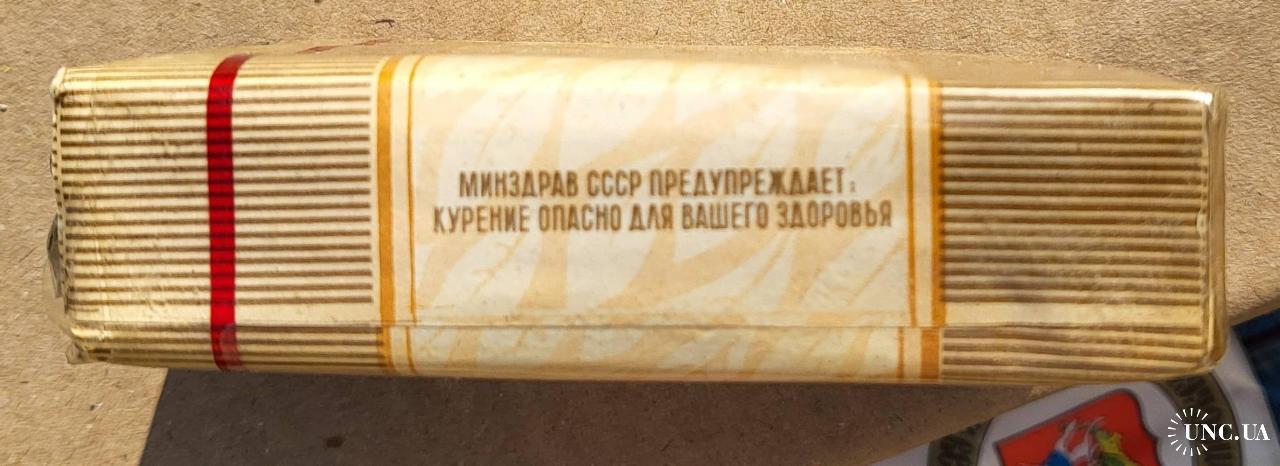 МИНЗДРАВ СССР ПРЕДУПРЕЖДАЕТ:
КУРЕНИЕ ОПАСНО ДЛЯ ВАШЕГО ЗДОРОВЬЯ
UNC.UA